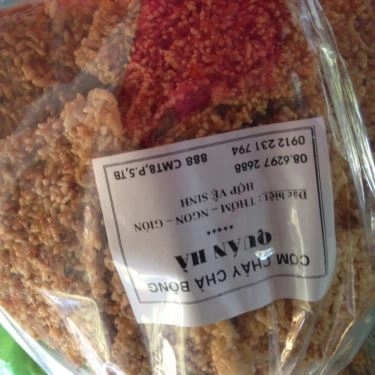 CƠM CHÁY CHÀ BÔNG
QUÁN HÀ
*****
Đặc biệt : THƠM – NGON – GIÒN
HỢP VỆ SINH
08.6297 2688 888 CMT8,P.5,TB
0912 231 794